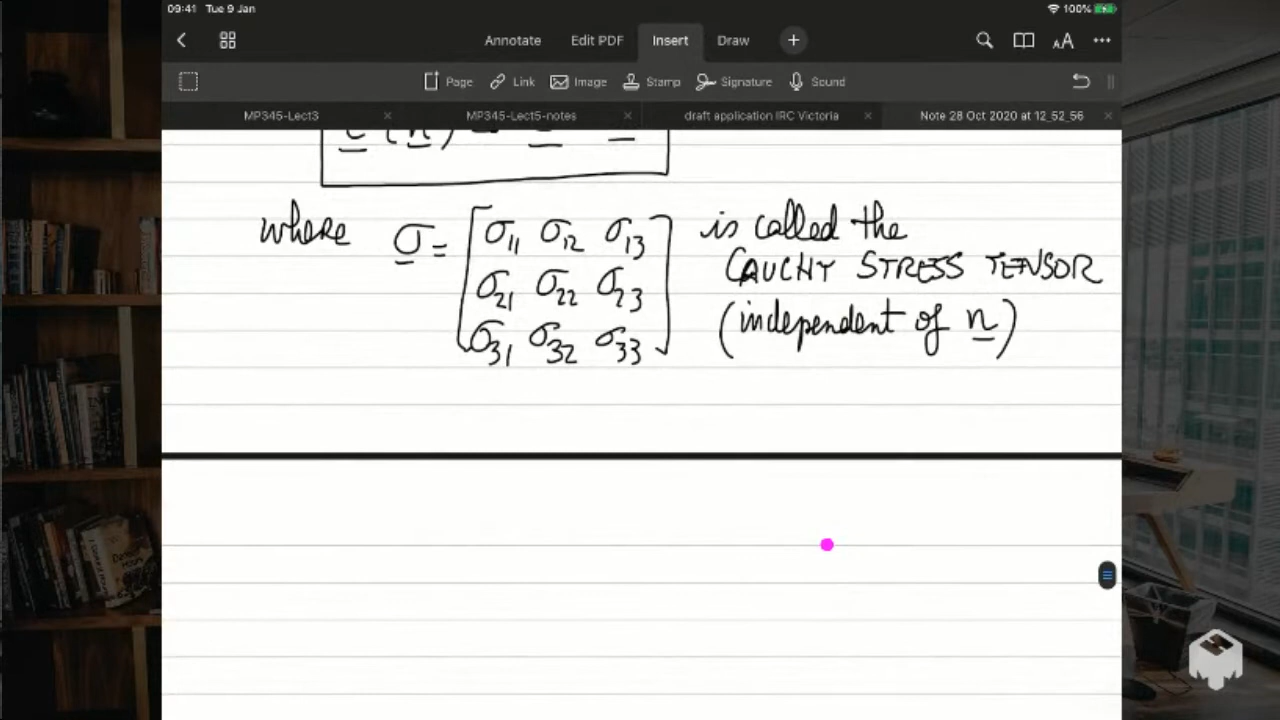 09:41 Tue 9 Jan 100%
Annotate Edit PDF Insert Draw +
AA
Page Link Image Stamp Signature Sound
MP345-Lect3 × MP345-Lect5-notes × draft application IRC Victoria × Note 28 Oct 2020 at 12_52_56 ×
(n)
where σ = [σ11 σ12 σ13 is called the
σ21 σ22 σ23 CAUCHY STRESS TENSOR
σ31 σ32 σ33] (independent of n)